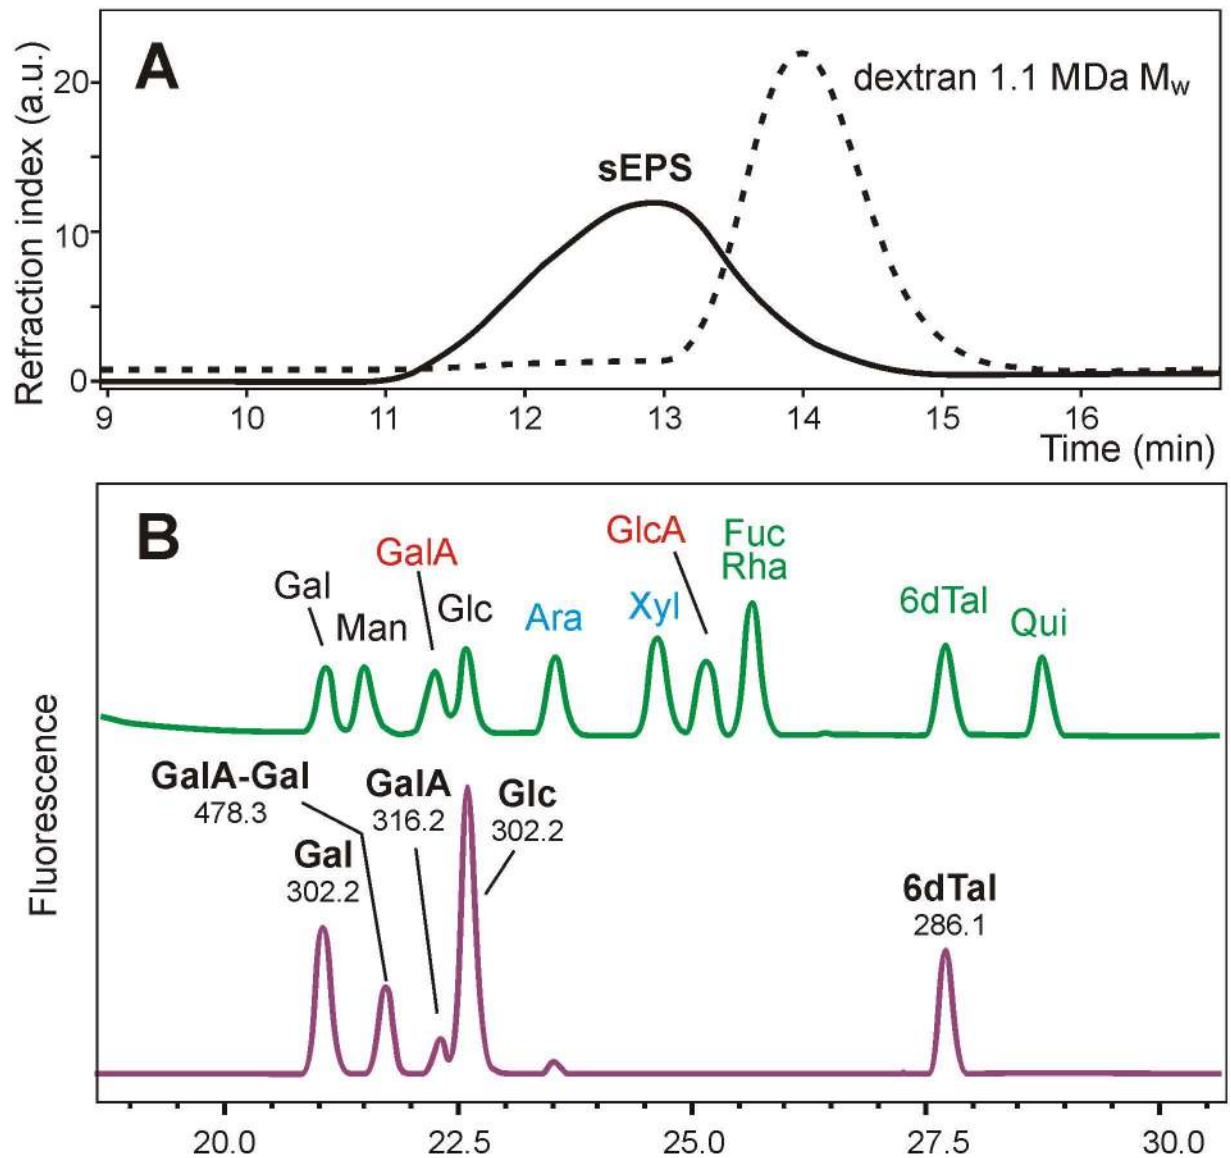 A
dextran 1.1 MDa Mw
sEPS
Refraction index (a.u.)
20
10
0
9 10 11 12 13 14 15 16
Time (min)
B
Gal
Man
GalA
Glc
Ara
Xyl
GlcA
Fuc
Rha
6dTal
Qui
GalA-Gal
478.3
Gal
302.2
GalA
316.2
Glc
302.2
6dTal
286.1
Fluorescence
20.0 22.5 25.0 27.5 30.0